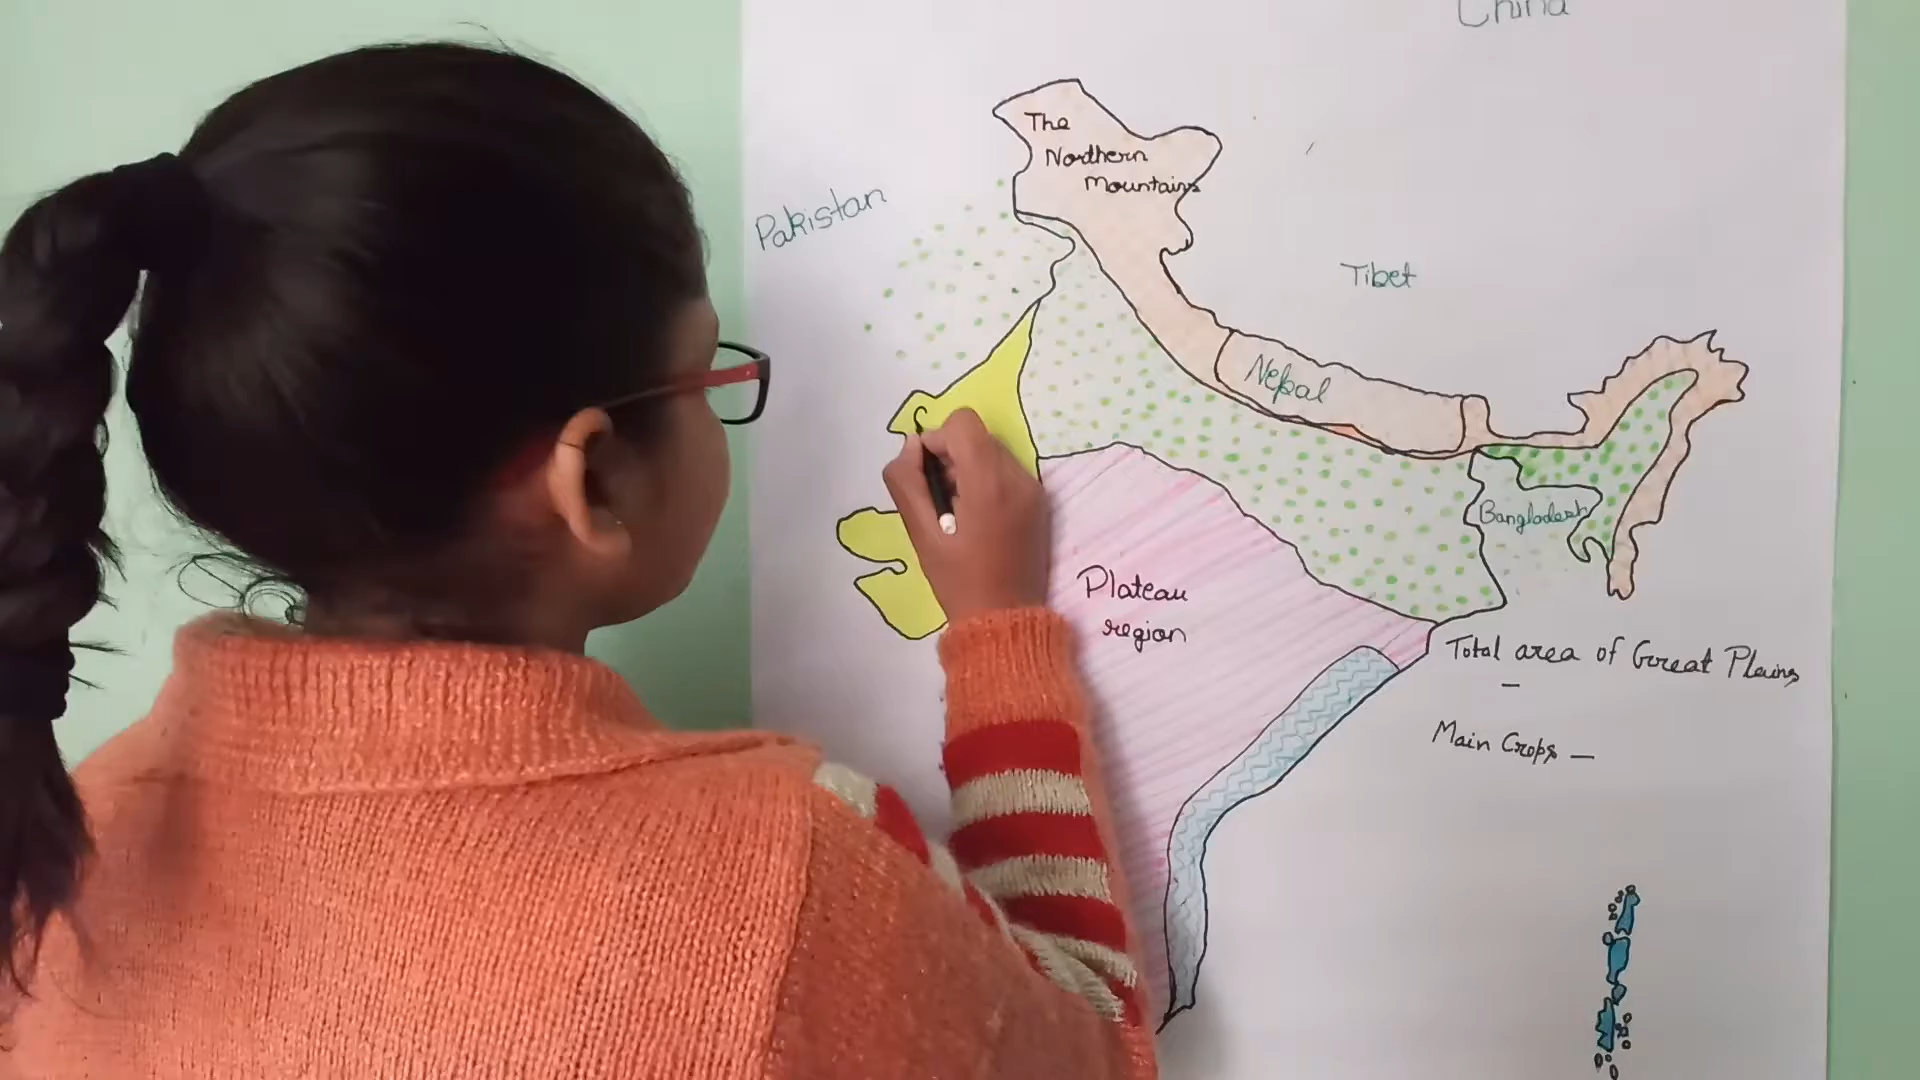 China
The
Northern
Mountains
Pakistan
Tibet
Nepal
Bangladesh
Plateau
region
Total area of Great Plains
—
Main Crops —